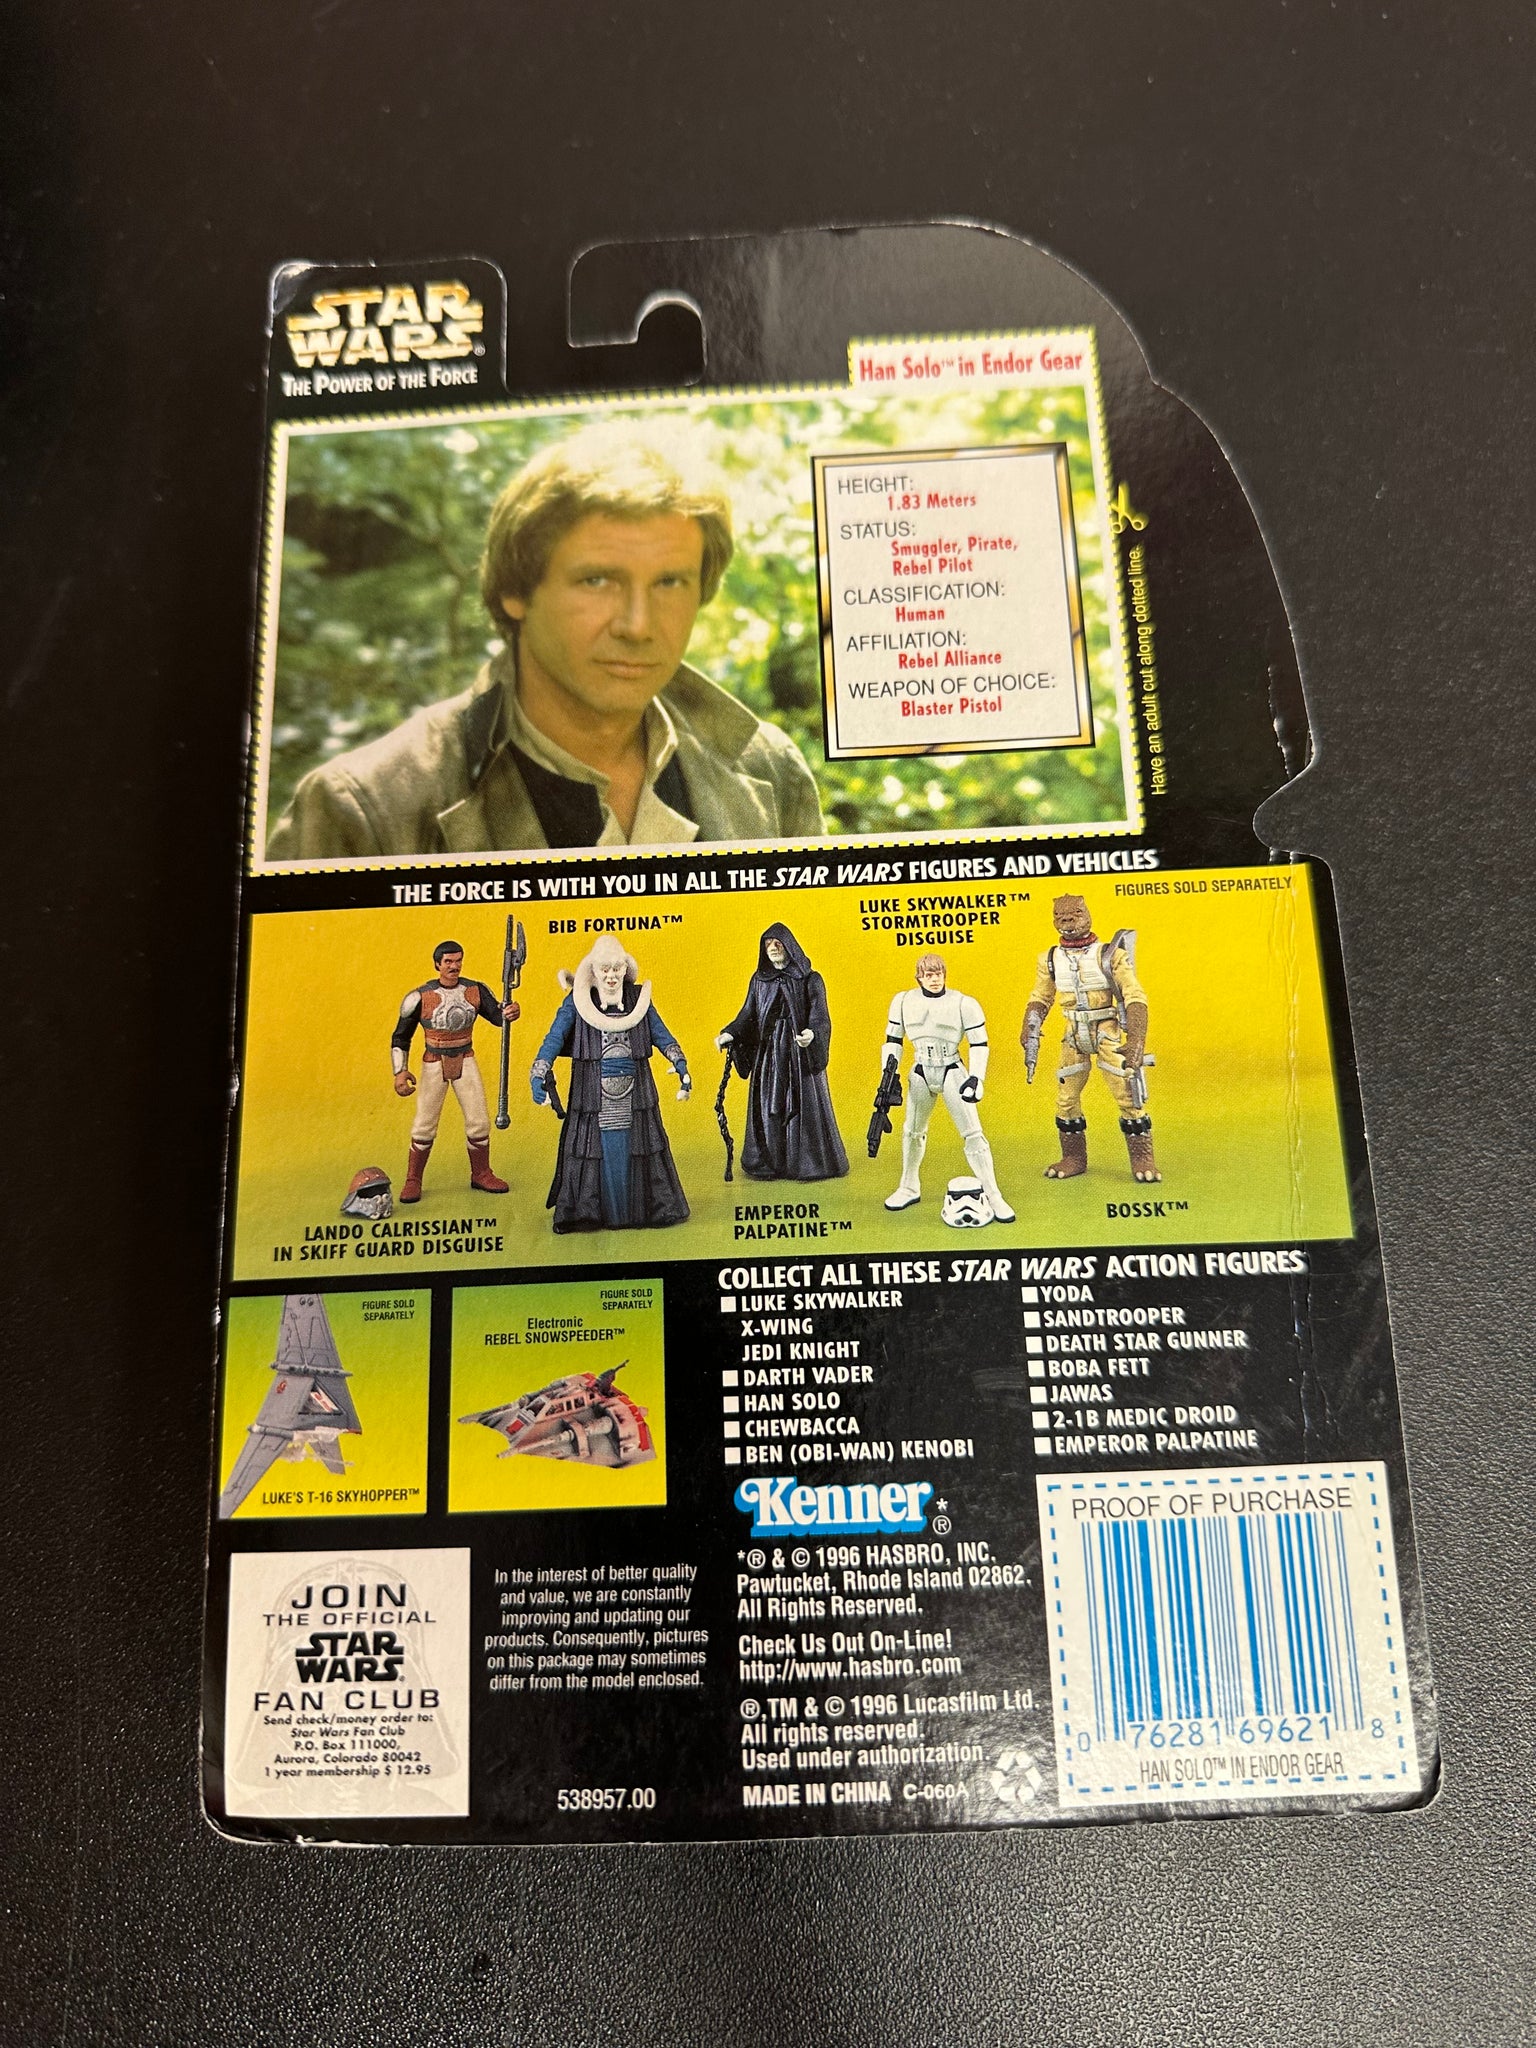 STAR
WARS®
THE POWER OF THE FORCE
Han Solo™ in Endor Gear
HEIGHT:
1.83 Meters
STATUS:
Smuggler, Pirate,
Rebel Pilot
CLASSIFICATION:
Human
AFFILIATION:
Rebel Alliance
WEAPON OF CHOICE:
Blaster Pistol
Have an adult cut along dotted line.
THE FORCE IS WITH YOU IN ALL THE STAR WARS FIGURES AND VEHICLES
FIGURES SOLD SEPARATELY
BIB FORTUNA™
LUKE SKYWALKER™
STORMTROOPER
DISGUISE
LANDO CALRISSIAN™
IN SKIFF GUARD DISGUISE
EMPEROR
PALPATINE™
BOSSK™
FIGURE SOLD
SEPARATELY
LUKE'S T-16 SKYHOPPER™
FIGURE SOLD
SEPARATELY
Electronic
REBEL SNOWSPEEDER™
COLLECT ALL THESE STAR WARS ACTION FIGURES
■ LUKE SKYWALKER
X-WING
JEDI KNIGHT
■ DARTH VADER
■ HAN SOLO
■ CHEWBACCA
■ BEN (OBI-WAN) KENOBI
■ YODA
■ SANDTROOPER
■ DEATH STAR GUNNER
■ BOBA FETT
■ JAWAS
■ 2-1B MEDIC DROID
■ EMPEROR PALPATINE
JOIN
THE OFFICIAL
STAR
WARS®
FAN CLUB
Send check/money order to:
Star Wars Fan Club
P.O. Box 111000,
Aurora, Colorado 80042
1 year membership $ 12.95
In the interest of better quality
and value, we are constantly
improving and updating our
products. Consequently, pictures
on this package may sometimes
differ from the model enclosed.
538957.00
Kenner*®
*® & © 1996 HASBRO, INC.
Pawtucket, Rhode Island 02862.
All Rights Reserved.
Check Us Out On-Line!
http://www.hasbro.com
®,TM & © 1996 Lucasfilm Ltd.
All rights reserved.
Used under authorization.
MADE IN CHINA C-060A
PROOF OF PURCHASE
0 76281 69621 8
HAN SOLO™ IN ENDOR GEAR